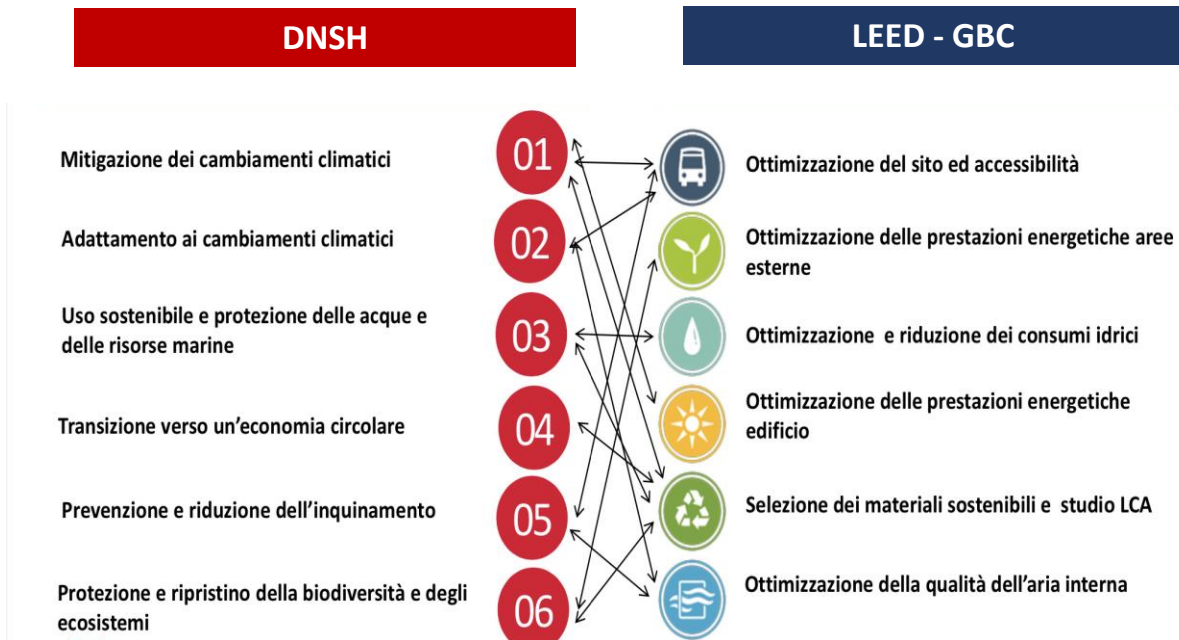 DNSH
LEED - GBC
01
Mitigazione dei cambiamenti climatici
Ottimizzazione del sito ed accessibilità
02
Adattamento ai cambiamenti climatici
Ottimizzazione delle prestazioni energetiche aree
esterne
03
Uso sostenibile e protezione delle acque e
delle risorse marine
Ottimizzazione e riduzione dei consumi idrici
04
Transizione verso un'economia circolare
Ottimizzazione delle prestazioni energetiche
edificio
05
Prevenzione e riduzione dell'inquinamento
Selezione dei materiali sostenibili e studio LCA
06
Protezione e ripristino della biodiversità e degli
ecosistemi
Ottimizzazione della qualità dell'aria interna